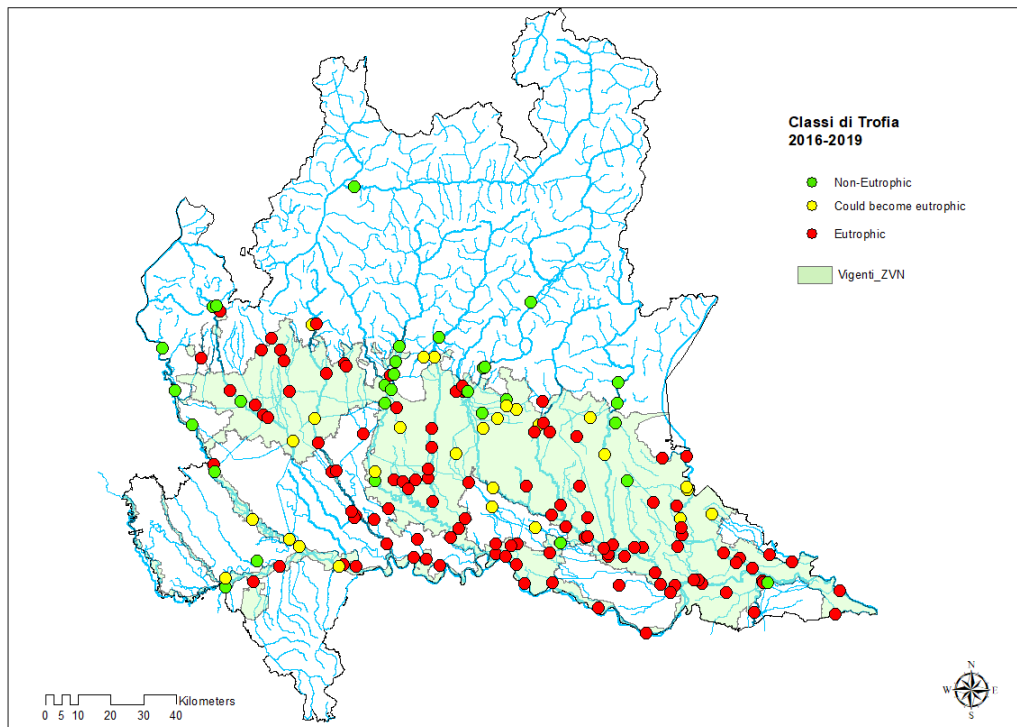 Classi di Trofia
2016-2019
Non-Eutrophic
Could become eutrophic
Eutrophic
Vigenti_ZVN
N
W E
S
Kilometers
0 5 10 20 30 40